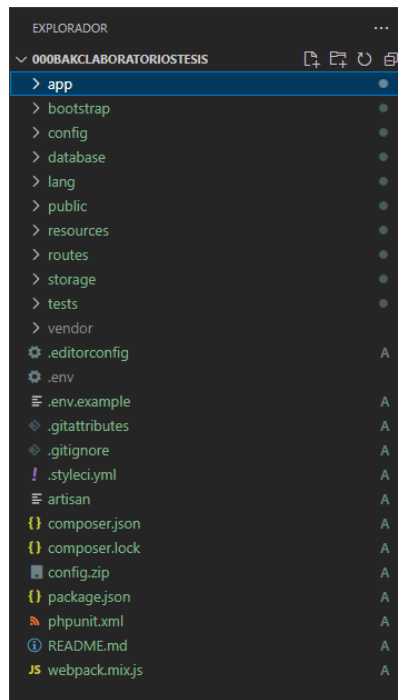 EXPLORADOR ...
000BAKCLABORATORIOSTESIS
app
bootstrap
config
database
lang
public
resources
routes
storage
tests
vendor
.editorconfig A
.env
.env.example A
.gitattributes A
.gitignore A
! .styleci.yml A
artisan A
{} composer.json A
{} composer.lock A
config.zip A
{} package.json A
phpunit.xml A
README.md A
JS webpack.mix.js A